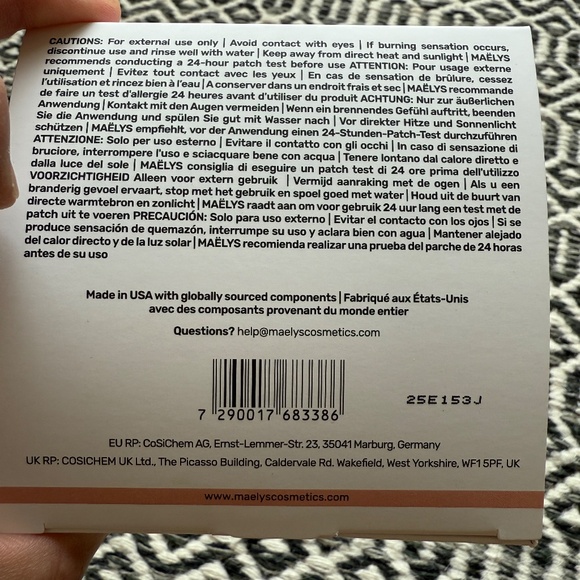 CAUTIONS: For external use only | Avoid contact with eyes | If burning sensation occurs,
discontinue use and rinse well with water | Keep away from direct heat and sunlight | MAËLYS
recommends conducting a 24-hour patch test before use ATTENTION: Pour usage externe
uniquement | Evitez tout contact avec les yeux | En cas de sensation de brûlure, cessez
l'utilisation et rincez bien à l'eau | A conserver dans un endroit frais et sec | MAËLYS recommande
de faire un test d'allergie 24 heures avant d'utiliser du produit ACHTUNG: Nur zur äußerlichen
Anwendung | Kontakt mit den Augen vermeiden | Wenn ein brennendes Gefühl auftritt, beenden
Sie die Anwendung und spülen Sie gut mit Wasser nach | Vor direkter Hitze und Sonnenlicht
schützen | MAËLYS empfiehlt, vor der Anwendung einen 24-Stunden-Patch-Test durchzuführen
ATTENZIONE: Solo per uso esterno | Evitare il contatto con gli occhi | In caso di sensazione di
bruciore, interrompere l'uso e sciacquare bene con acqua | Tenere lontano dal calore diretto e
dalla luce del sole | MAËLYS consiglia di eseguire un patch test di 24 ore prima dell'utilizzo
VOORZICHTIGHEID Alleen voor extern gebruik | Vermijd aanraking met de ogen | Als u een
branderig gevoel ervaart, stop met het gebruik en spoel goed met water | Houd uit de buurt van
directe warmtebron en zonlicht | MAËLYS raadt aan om voor gebruik 24 uur lang een test met de
patch uit te voeren PRECAUCIÓN: Solo para uso externo | Evitar el contacto con los ojos | Si se
produce sensación de quemazón, interrumpe su uso y aclara bien con agua | Mantener alejado
del calor directo y de la luz solar | MAËLYS recomienda realizar una prueba del parche de 24 horas
antes de su uso
Made in USA with globally sourced components | Fabriqué aux États-Unis
avec des composants provenant du monde entier
Questions? help@maelyscosmetics.com
7 290017 683386
25E153J
EU RP: CoSiChem AG, Ernst-Lemmer-Str. 23, 35041 Marburg, Germany
UK RP: COSICHEM UK Ltd., The Picasso Building, Caldervale Rd. Wakefield, West Yorkshire, WF1 5PF, UK
www.maelyscosmetics.com